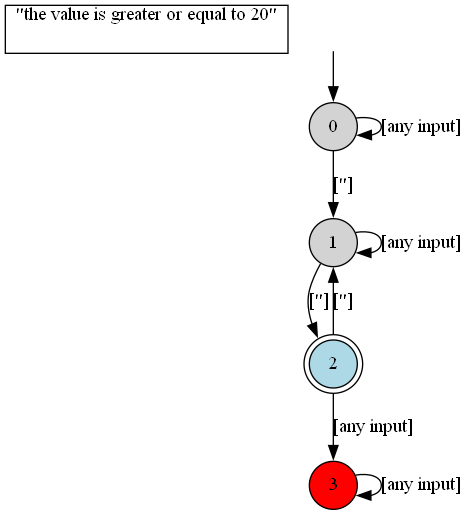 "the value is greater or equal to 20"
0
[any input]
["]
1
[any input]
["] ["]
2
[any input]
3
[any input]